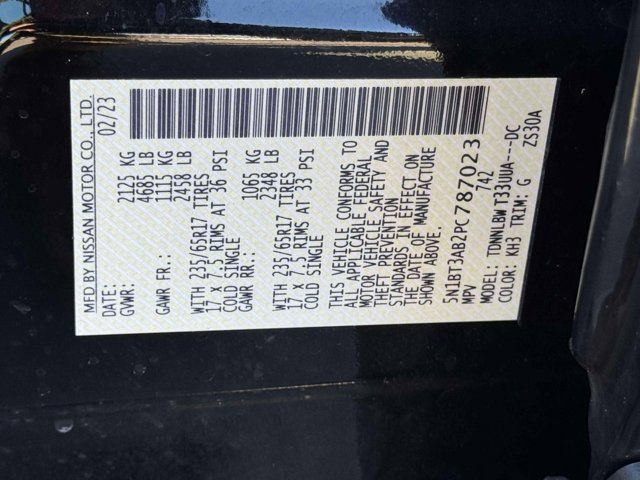 MFD BY NISSAN MOTOR CO., LTD.
DATE: 02/23
GVWR: 2125 KG
4685 LB
GAWR FR.: 1115 KG
2458 LB
WITH 235/65R17 TIRES
17 X 7.5 RIMS AT 36 PSI
COLD SINGLE
GAWR RR.: 1065 KG
2348 LB
WITH 235/65R17 TIRES
17 X 7.5 RIMS AT 33 PSI
COLD SINGLE
THIS VEHICLE CONFORMS TO
ALL APPLICABLE FEDERAL
MOTOR VEHICLE SAFETY AND
THEFT PREVENTION
STANDARDS IN EFFECT ON
THE DATE OF MANUFACTURE
SHOWN ABOVE.
5N1BT3AB2PC787023
MPV 742
MODEL: TDNNLBWT33UUA---DC
COLOR: KH3 TRIM: G ZS30A